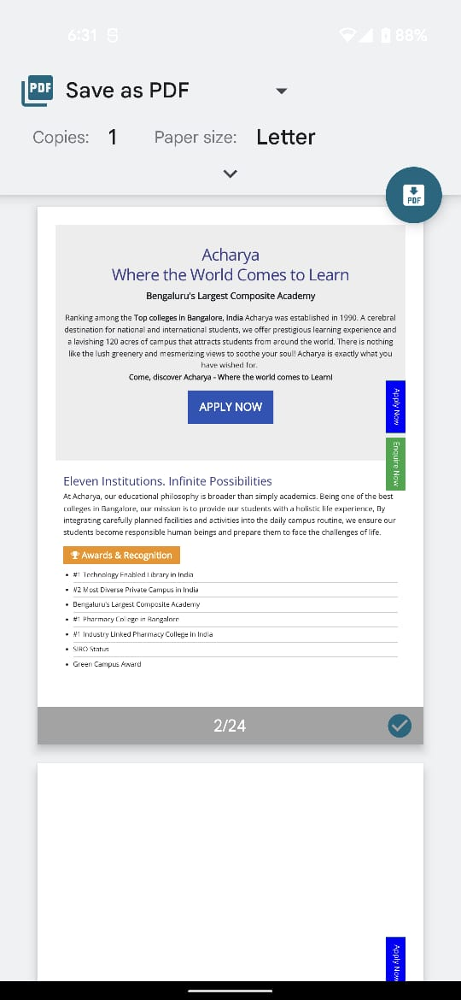 6:31
88%
PDF
Save as PDF
Copies: 1 Paper size: Letter
PDF
Acharya
Where the World Comes to Learn
Bengaluru's Largest Composite Academy
Ranking among the Top colleges in Bangalore, India Acharya was established in 1990. A cerebral
destination for national and international students, we offer prestigious learning experience and
a lavishing 120 acres of campus that attracts students from around the world. There is nothing
like the lush greenery and mesmerizing views to soothe your soul! Acharya is exactly what you
have wished for.
Come, discover Acharya - Where the world comes to Learn!
APPLY NOW
Apply Now
Enquire Now
Eleven Institutions. Infinite Possibilities
At Acharya, our educational philosophy is broader than simply academics. Being one of the best
colleges in Bangalore, our mission is to provide our students with a holistic life experience, By
integrating carefully planned facilities and activities into the daily campus routine, we ensure our
students become responsible human beings and prepare them to face the challenges of life.
Awards & Recognition
• #1 Technology Enabled Library in India
• #2 Most Diverse Private Campus in India
• Bengaluru's Largest Composite Academy
• #1 Pharmacy College in Bangalore
• #1 Industry Linked Pharmacy College in India
• SIRO Status
• Green Campus Award
2/24
Apply Now